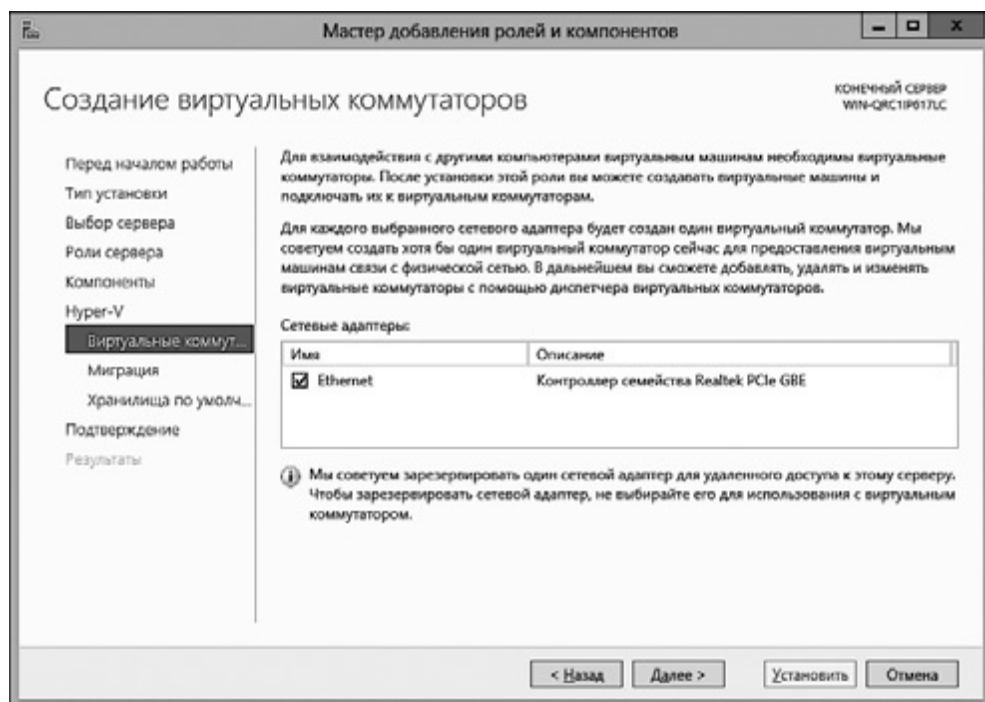 Мастер добавления ролей и компонентов
Создание виртуальных коммутаторов
КОНЕЧНЫЙ СЕРВЕР
WIN-QRC1IP617LC
Перед началом работы
Тип установки
Выбор сервера
Роли сервера
Компоненты
Hyper-V
Виртуальные коммут...
Миграция
Хранилища по умолч...
Подтверждение
Результаты
Для взаимодействия с другими компьютерами виртуальным машинам необходимы виртуальные
коммутаторы. После установки этой роли вы можете создавать виртуальные машины и
подключать их к виртуальным коммутаторам.
Для каждого выбранного сетевого адаптера будет создан один виртуальный коммутатор. Мы
советуем создать хотя бы один виртуальный коммутатор сейчас для предоставления виртуальным
машинам связи с физической сетью. В дальнейшем вы сможете добавлять, удалять и изменять
виртуальные коммутаторы с помощью диспетчера виртуальных коммутаторов.
Сетевые адаптеры:
Имя Описание
Ethernet Контроллер семейства Realtek PCIe GBE
Мы советуем зарезервировать один сетевой адаптер для удаленного доступа к этому серверу.
Чтобы зарезервировать сетевой адаптер, не выбирайте его для использования с виртуальным
коммутатором.
< Назад Далее > Установить Отмена